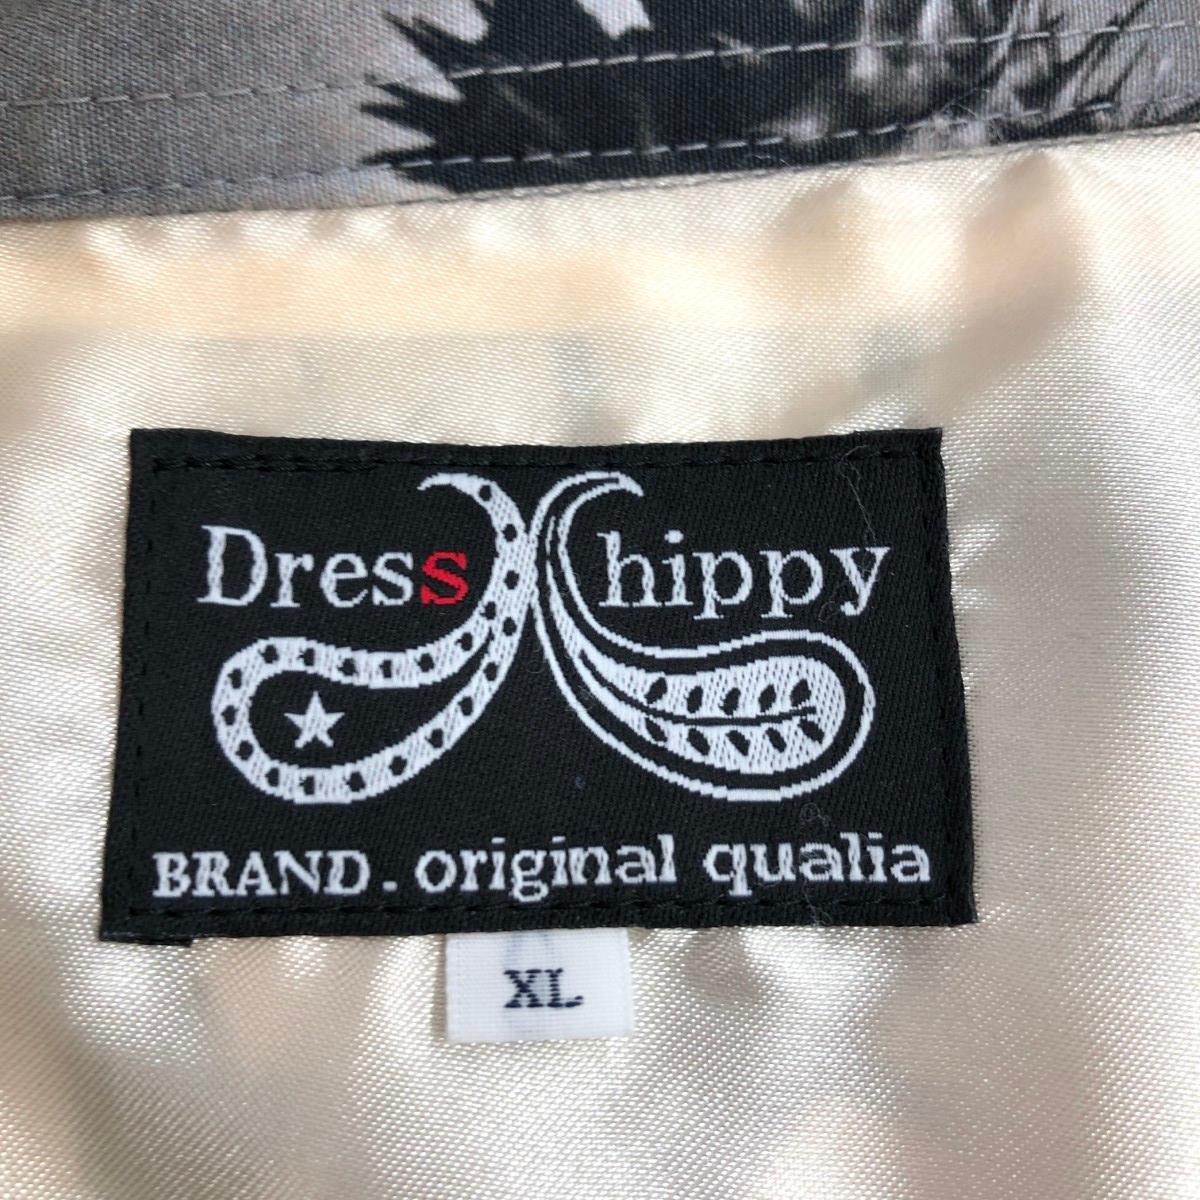 Dress hippy
BRAND. original qualia
XL